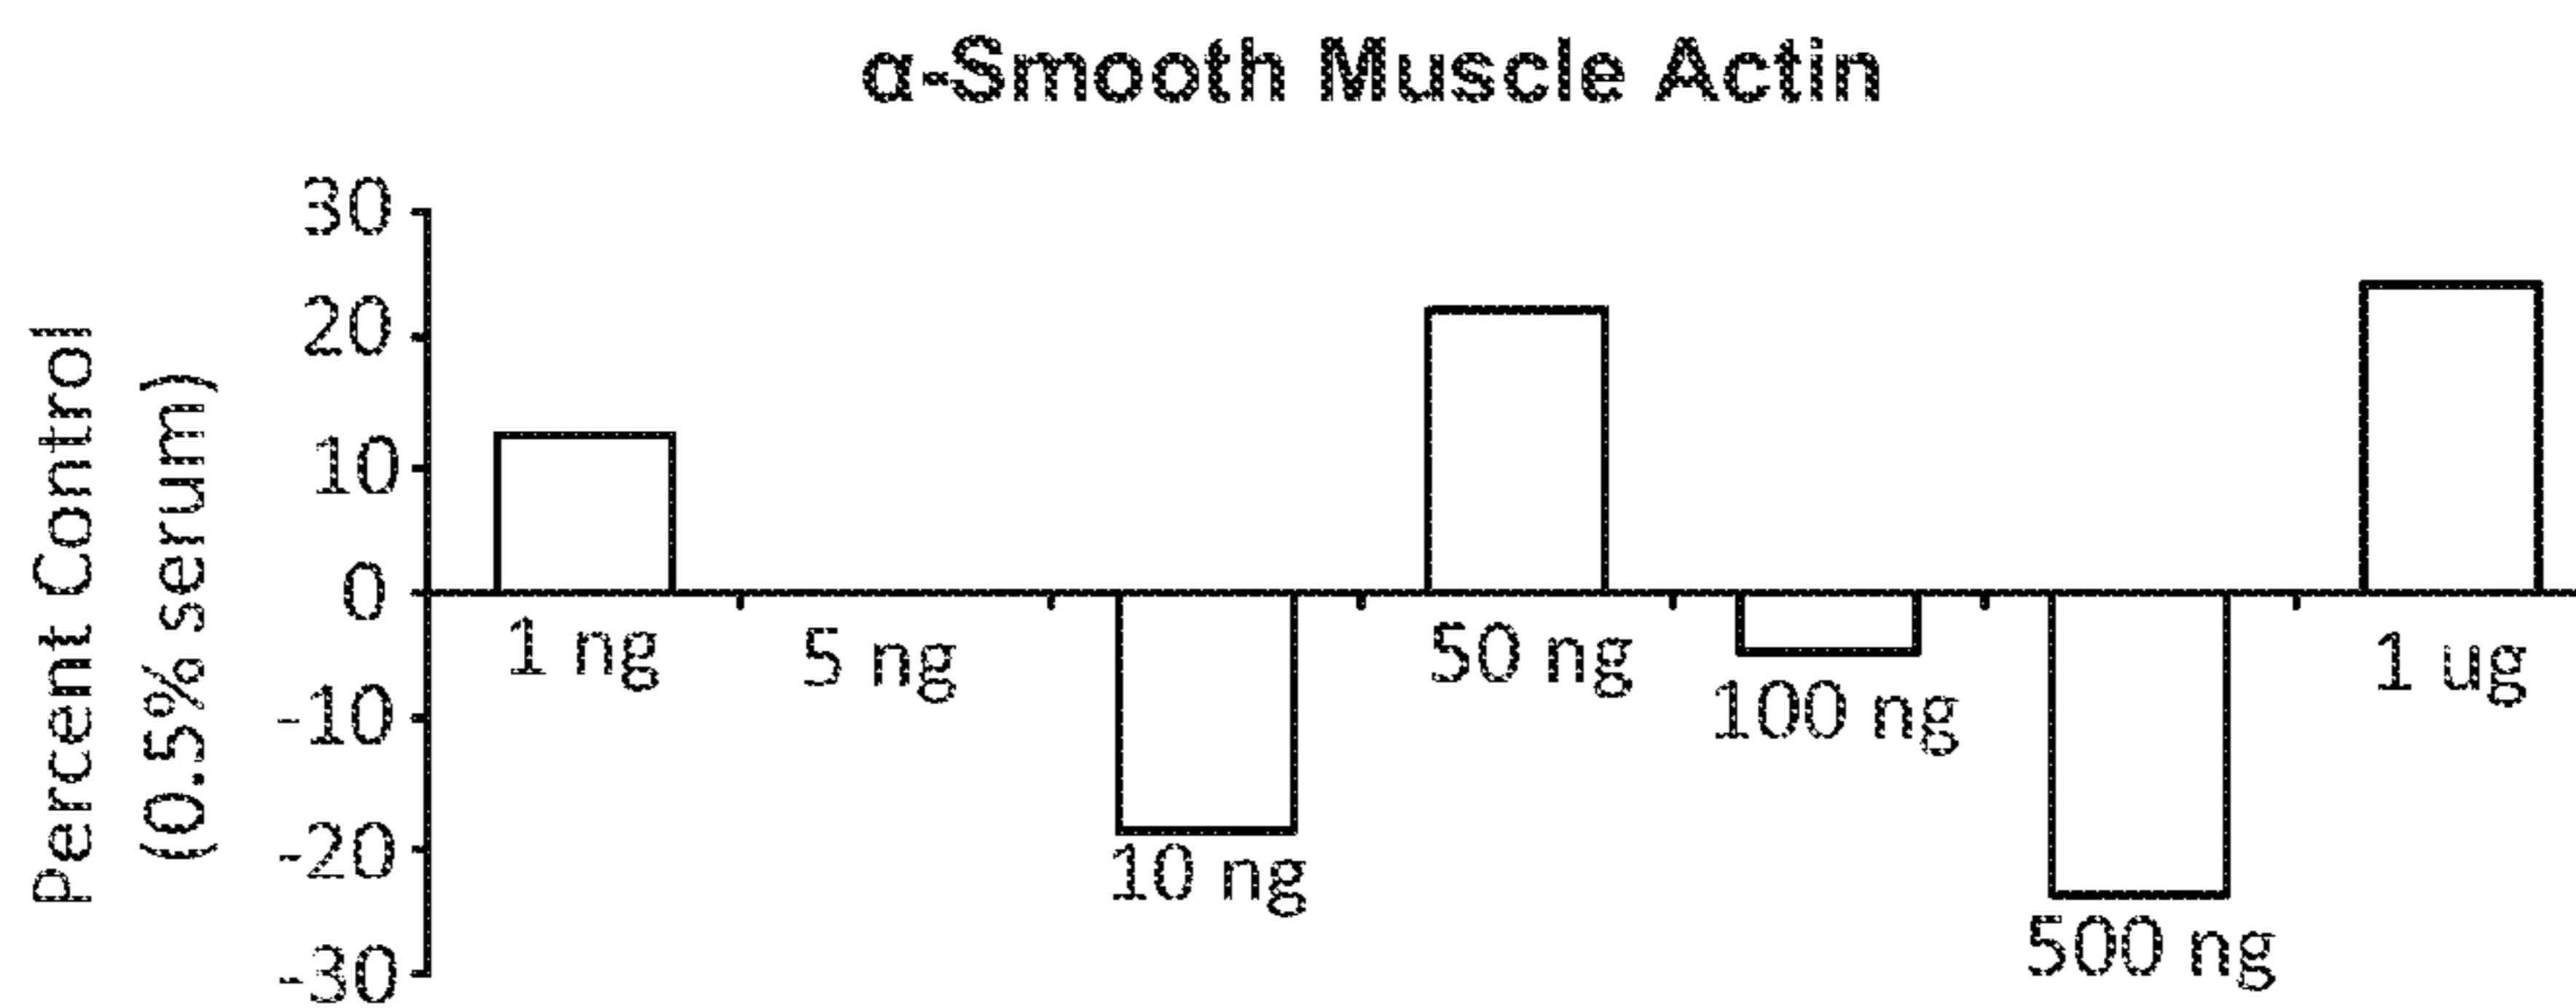 α-Smooth Muscle Actin
Percent Control
(0.5% serum)
30
20
10
0
-10
-20
-30
1 ng
5 ng
10 ng
50 ng
100 ng
500 ng
1 ug